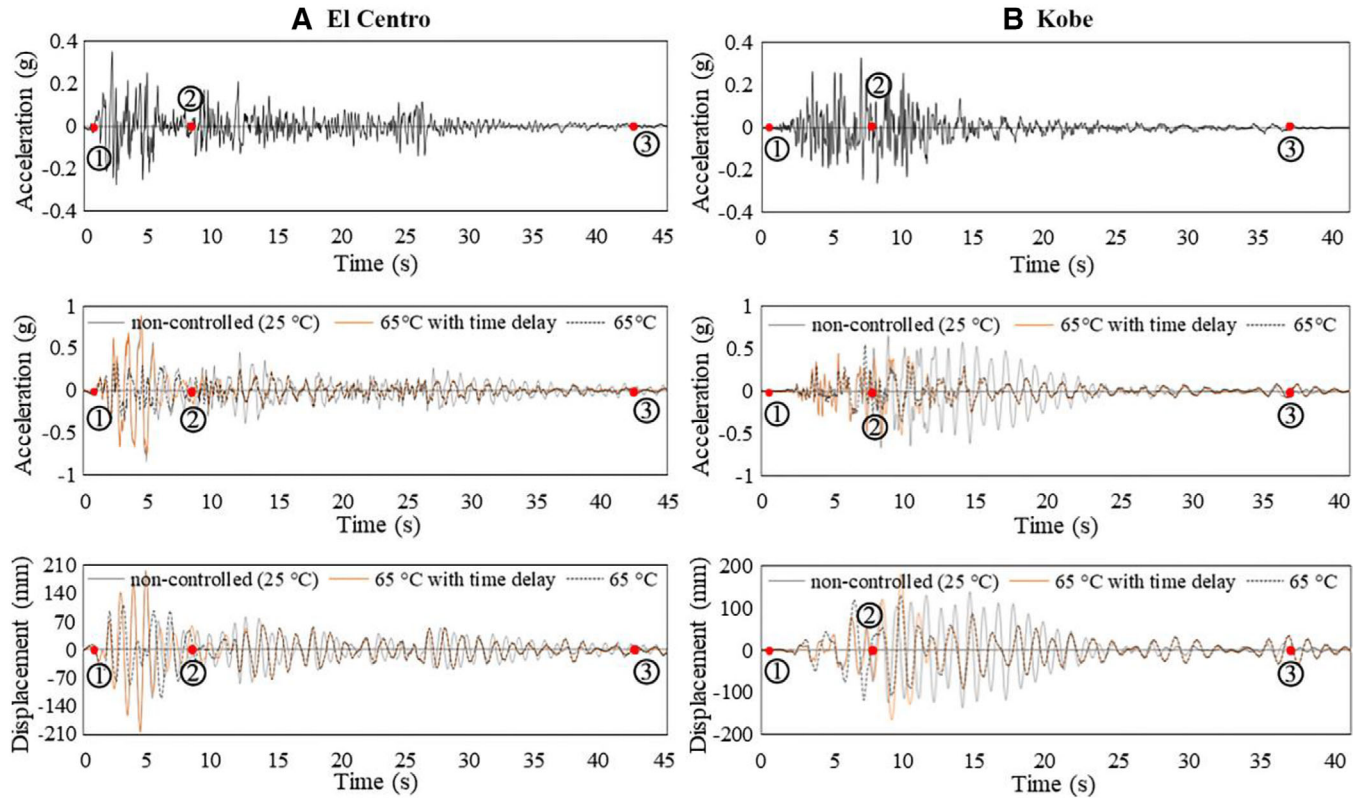 A El Centro
0.4
0.2
0
-0.2
-0.4
Acceleration (g)
①
②
③
0 5 10 15 20 25 30 35 40 45
Time (s)
B Kobe
0.4
0.2
0
-0.2
-0.4
Acceleration (g)
①
②
③
0 5 10 15 20 25 30 35 40
Time (s)
1
0.5
0
-0.5
-1
Acceleration (g)
non-controlled (25 °C) 65°C with time delay 65°C
①
②
③
0 5 10 15 20 25 30 35 40 45
Time (s)
1
0.5
0
-0.5
-1
Acceleration (g)
non-controlled (25 °C) 65°C with time delay 65°C
①
②
③
0 5 10 15 20 25 30 35 40
Time (s)
210
140
70
0
-70
-140
-210
Displacement (mm)
non-controlled (25 °C) 65 °C with time delay 65 °C
①
②
③
0 5 10 15 20 25 30 35 40 45
Time (s)
200
100
0
-100
-200
Displacement (mm)
non-controlled (25 °C) 65 °C with time delay 65 °C
①
②
③
0 5 10 15 20 25 30 35 40
Time (s)